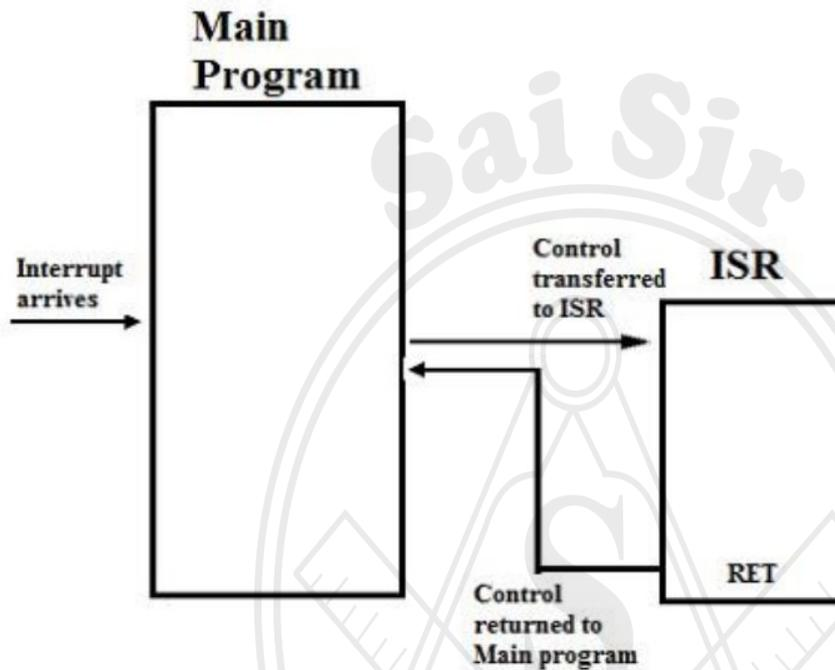 Main
Program
Sai Sir
Interrupt
arrives
Control
transferred
to ISR
ISR
S
RET
Control
returned to
Main program